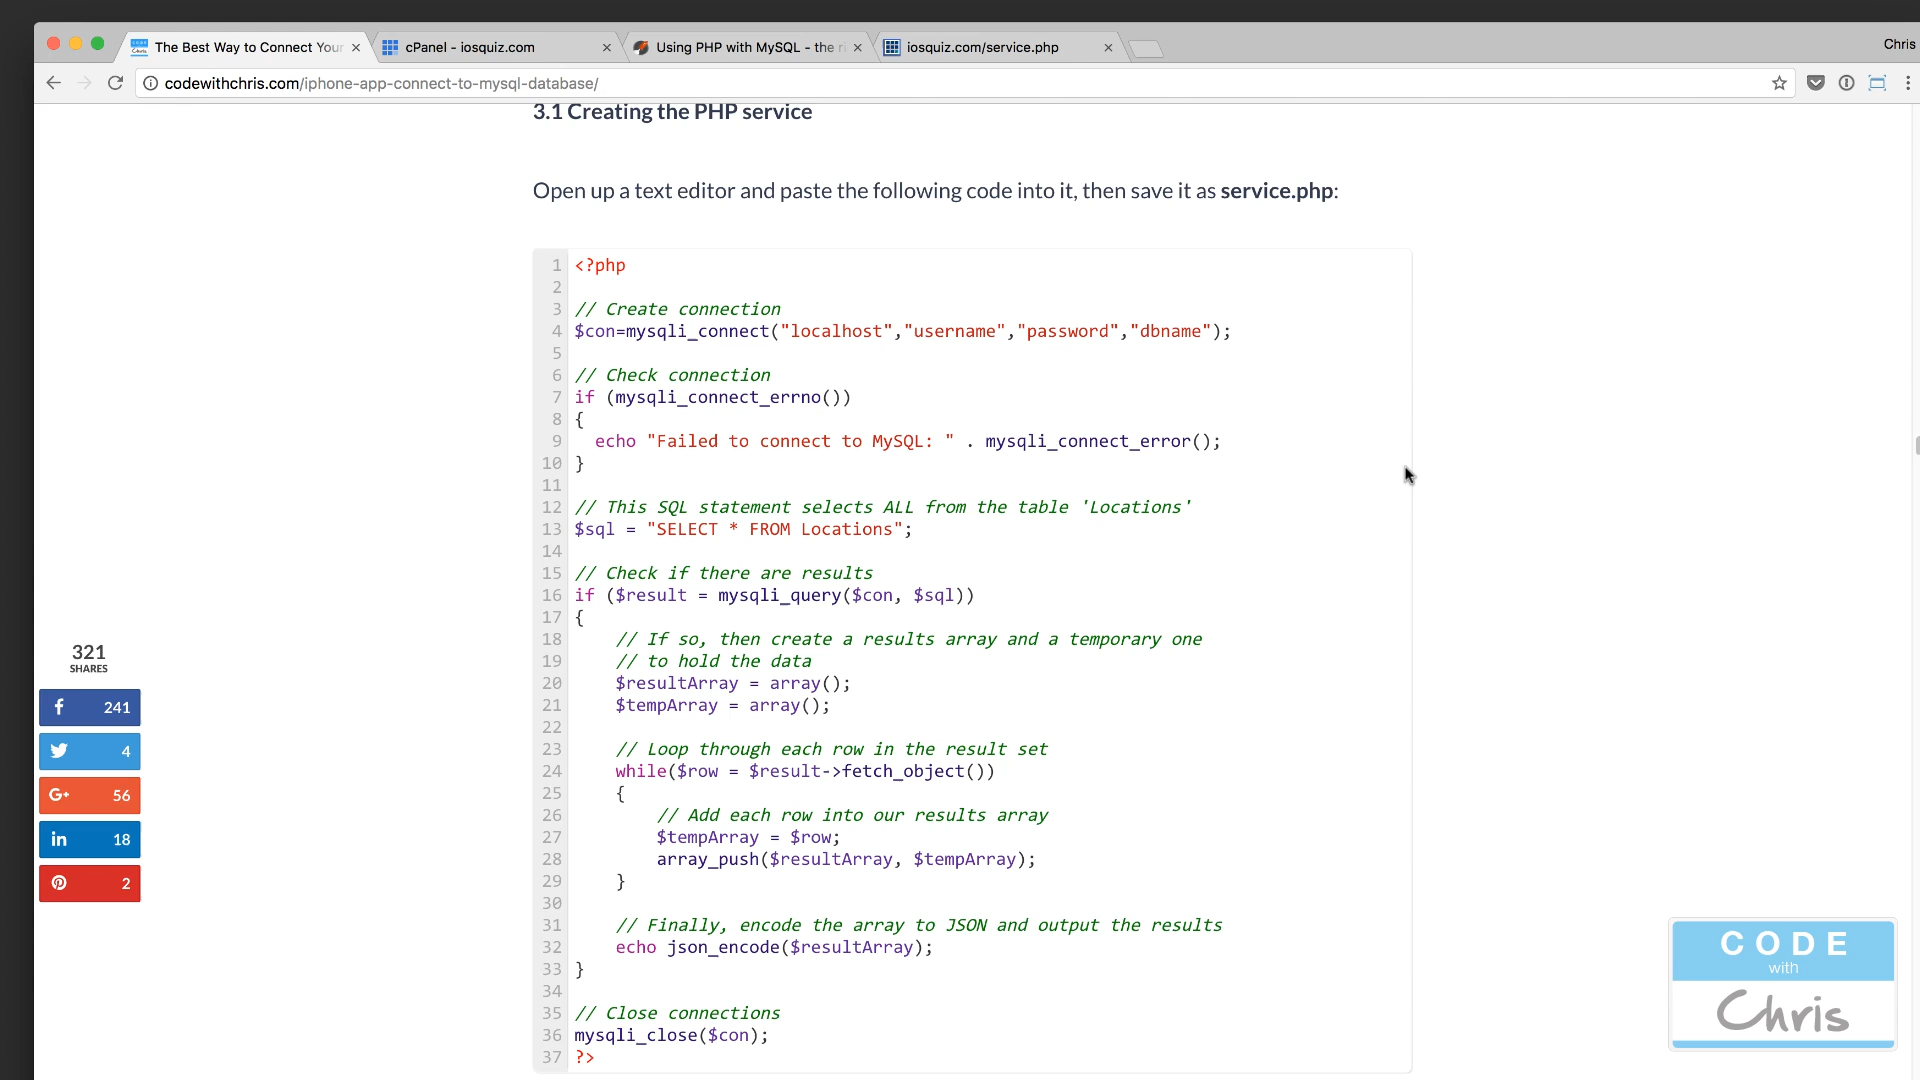 The Best Way to Connect Your
cPanel - iosquiz.com
Using PHP with MySQL - the ri
iosquiz.com/service.php
Chris
codewithchris.com/iphone-app-connect-to-mysql-database/
3.1 Creating the PHP service
Open up a text editor and paste the following code into it, then save it as service.php:
1 <?php
2
3 // Create connection
4 $con=mysqli_connect("localhost","username","password","dbname");
5
6 // Check connection
7 if (mysqli_connect_errno())
8 {
9   echo "Failed to connect to MySQL: " . mysqli_connect_error();
10 }
11
12 // This SQL statement selects ALL from the table 'Locations'
13 $sql = "SELECT * FROM Locations";
14
15 // Check if there are results
16 if ($result = mysqli_query($con, $sql))
17 {
18     // If so, then create a results array and a temporary one
19     // to hold the data
20     $resultArray = array();
21     $tempArray = array();
22
23     // Loop through each row in the result set
24     while($row = $result->fetch_object())
25     {
26         // Add each row into our results array
27         $tempArray = $row;
28         array_push($resultArray, $tempArray);
29     }
30
31     // Finally, encode the array to JSON and output the results
32     echo json_encode($resultArray);
33 }
34
35 // Close connections
36 mysqli_close($con);
37 ?>
321
SHARES
f 241
4
G+ 56
in 18
2
CODE
with
Chris